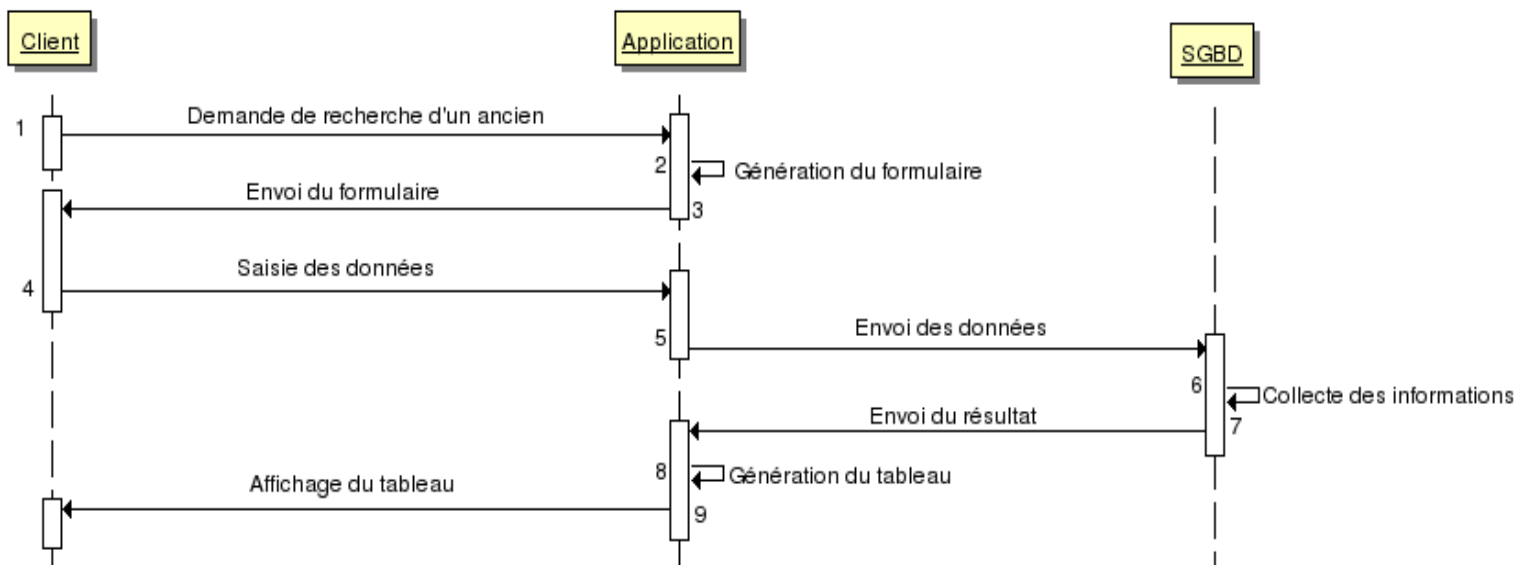 Client
Application
SGBD
1
Demande de recherche d'un ancien
2
Génération du formulaire
Envoi du formulaire
3
Saisie des données
4
Envoi des données
5
6
Collecte des informations
Envoi du résultat
7
8
Génération du tableau
Affichage du tableau
9